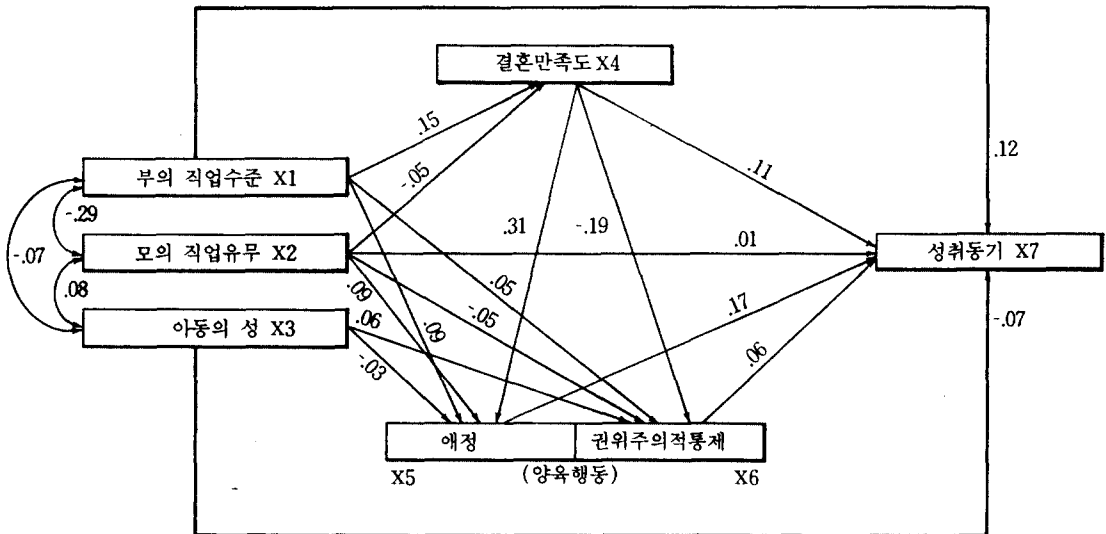 결혼만족도 X4
.15
.12
부의 직업수준 X1
-.05
.11
-.29
.31
-.19
.01
-.07
모의 직업유무 X2
성취동기 X7
.08
.09
.05
아동의 성 X3
.06
-.05
.17
-.07
.09
-.03
.06
애정
권위주의적통제
X5
(양육행동)
X6